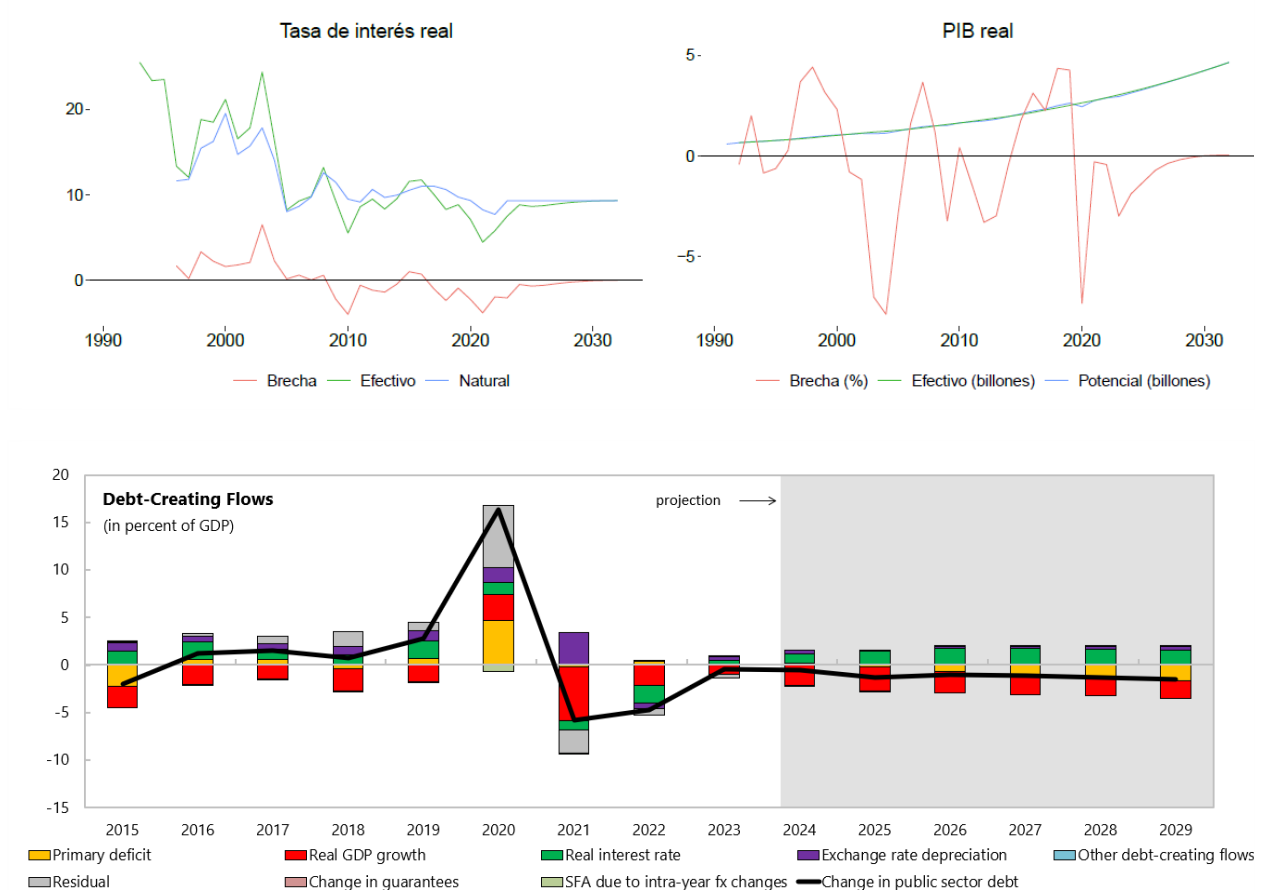 Tasa de interés real
20
10
0
1990 2000 2010 2020 2030
Brecha Efectivo Natural
PIB real
5
0
−5
1990 2000 2010 2020 2030
Brecha (%) Efectivo (billones) Potencial (billones)
Debt-Creating Flows
(in percent of GDP)
projection
20
15
10
5
0
-5
-10
-15
2015 2016 2017 2018 2019 2020 2021 2022 2023 2024 2025 2026 2027 2028 2029
Primary deficit Real GDP growth Real interest rate Exchange rate depreciation Other debt-creating flows
Residual Change in guarantees SFA due to intra-year fx changes Change in public sector debt